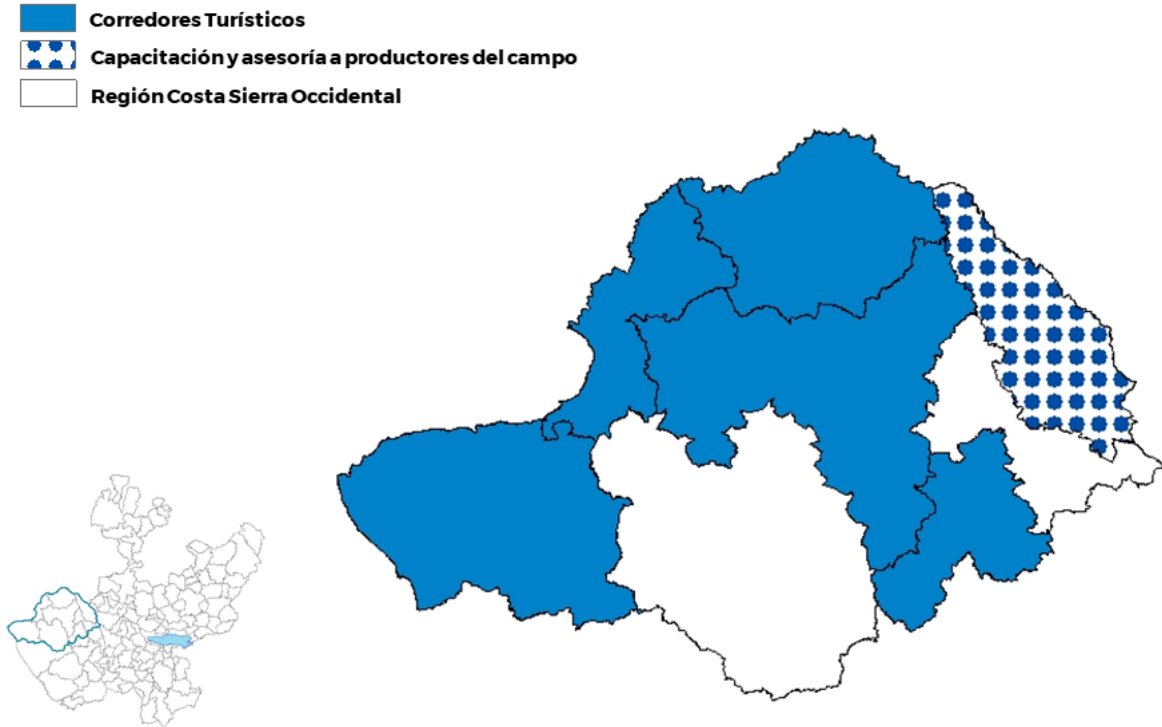 Corredores Turísticos
Capacitación y asesoría a productores del campo
Región Costa Sierra Occidental